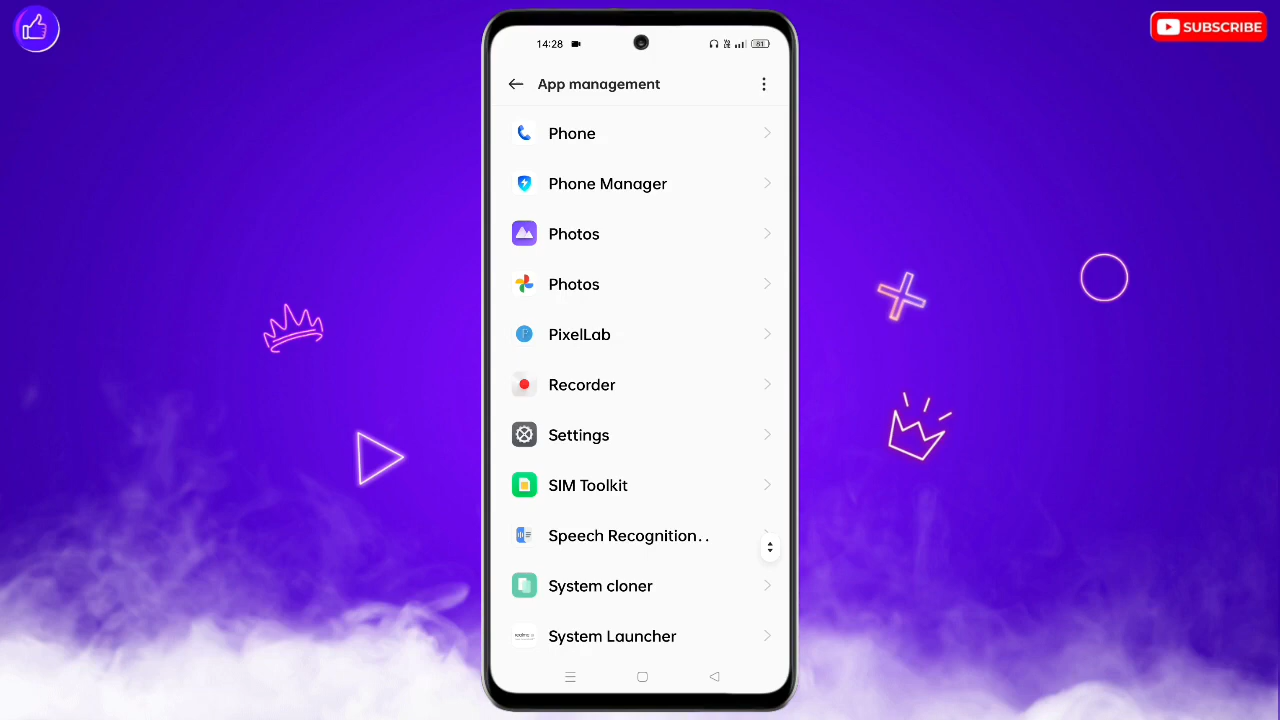 SUBSCRIBE
14:28
81
App management
Phone
Phone Manager
Photos
Photos
PixelLab
Recorder
Settings
SIM Toolkit
Speech Recognition..
System cloner
System Launcher